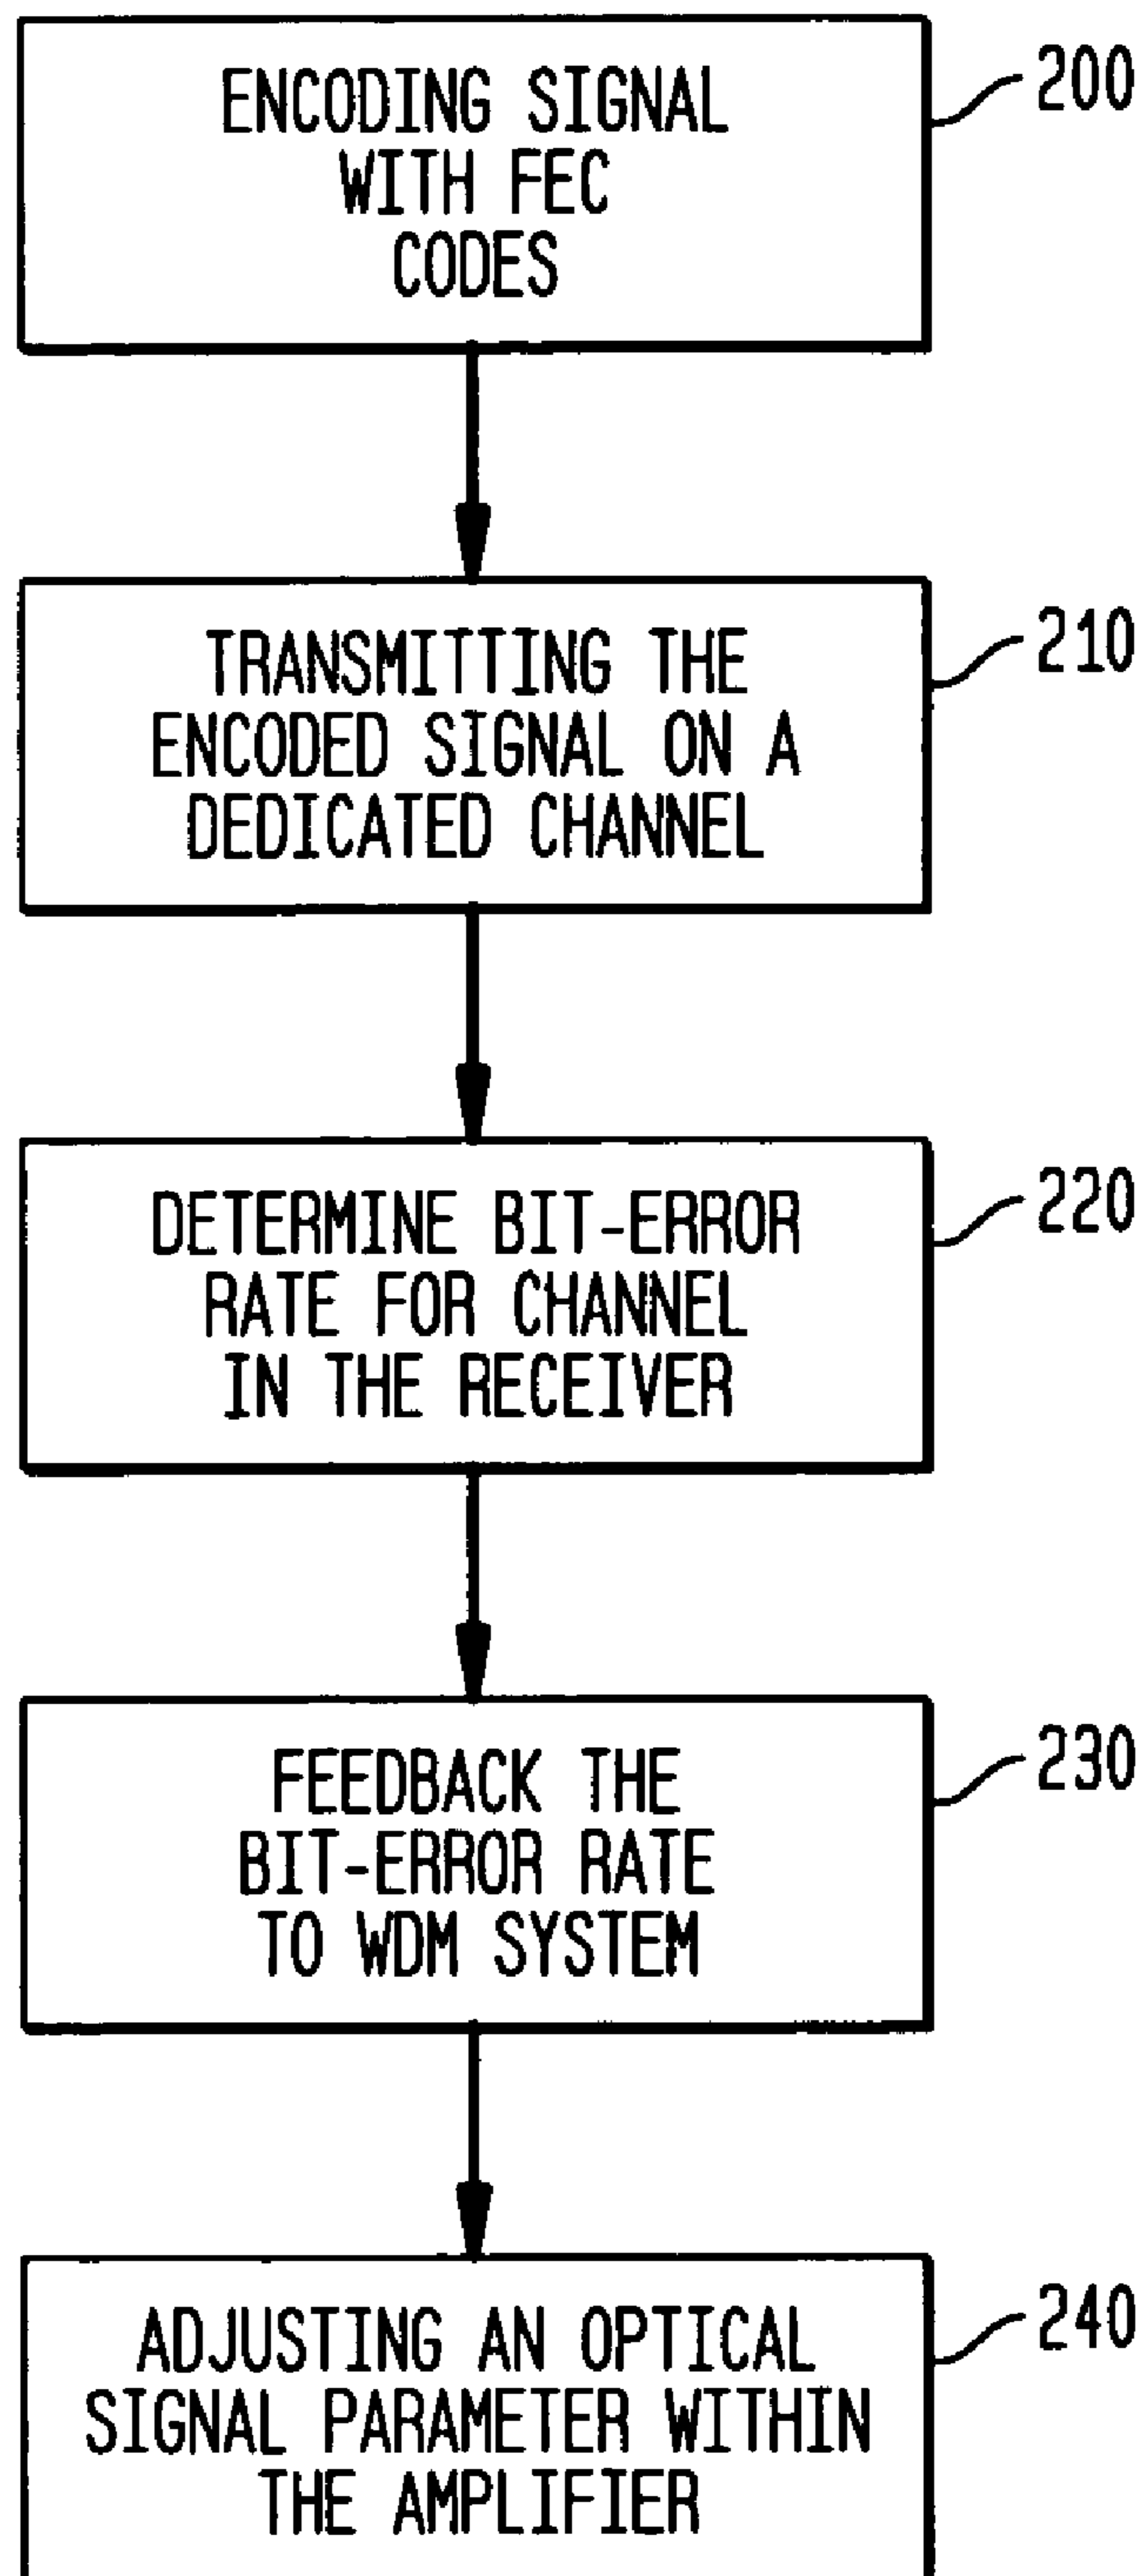 ENCODING SIGNAL
WITH FEC
CODES
200
TRANSMITTING THE
ENCODED SIGNAL ON A
DEDICATED CHANNEL
210
DETERMINE BIT-ERROR
RATE FOR CHANNEL
IN THE RECEIVER
220
FEEDBACK THE
BIT-ERROR RATE
TO WDM SYSTEM
230
ADJUSTING AN OPTICAL
SIGNAL PARAMETER WITHIN
THE AMPLIFIER
240